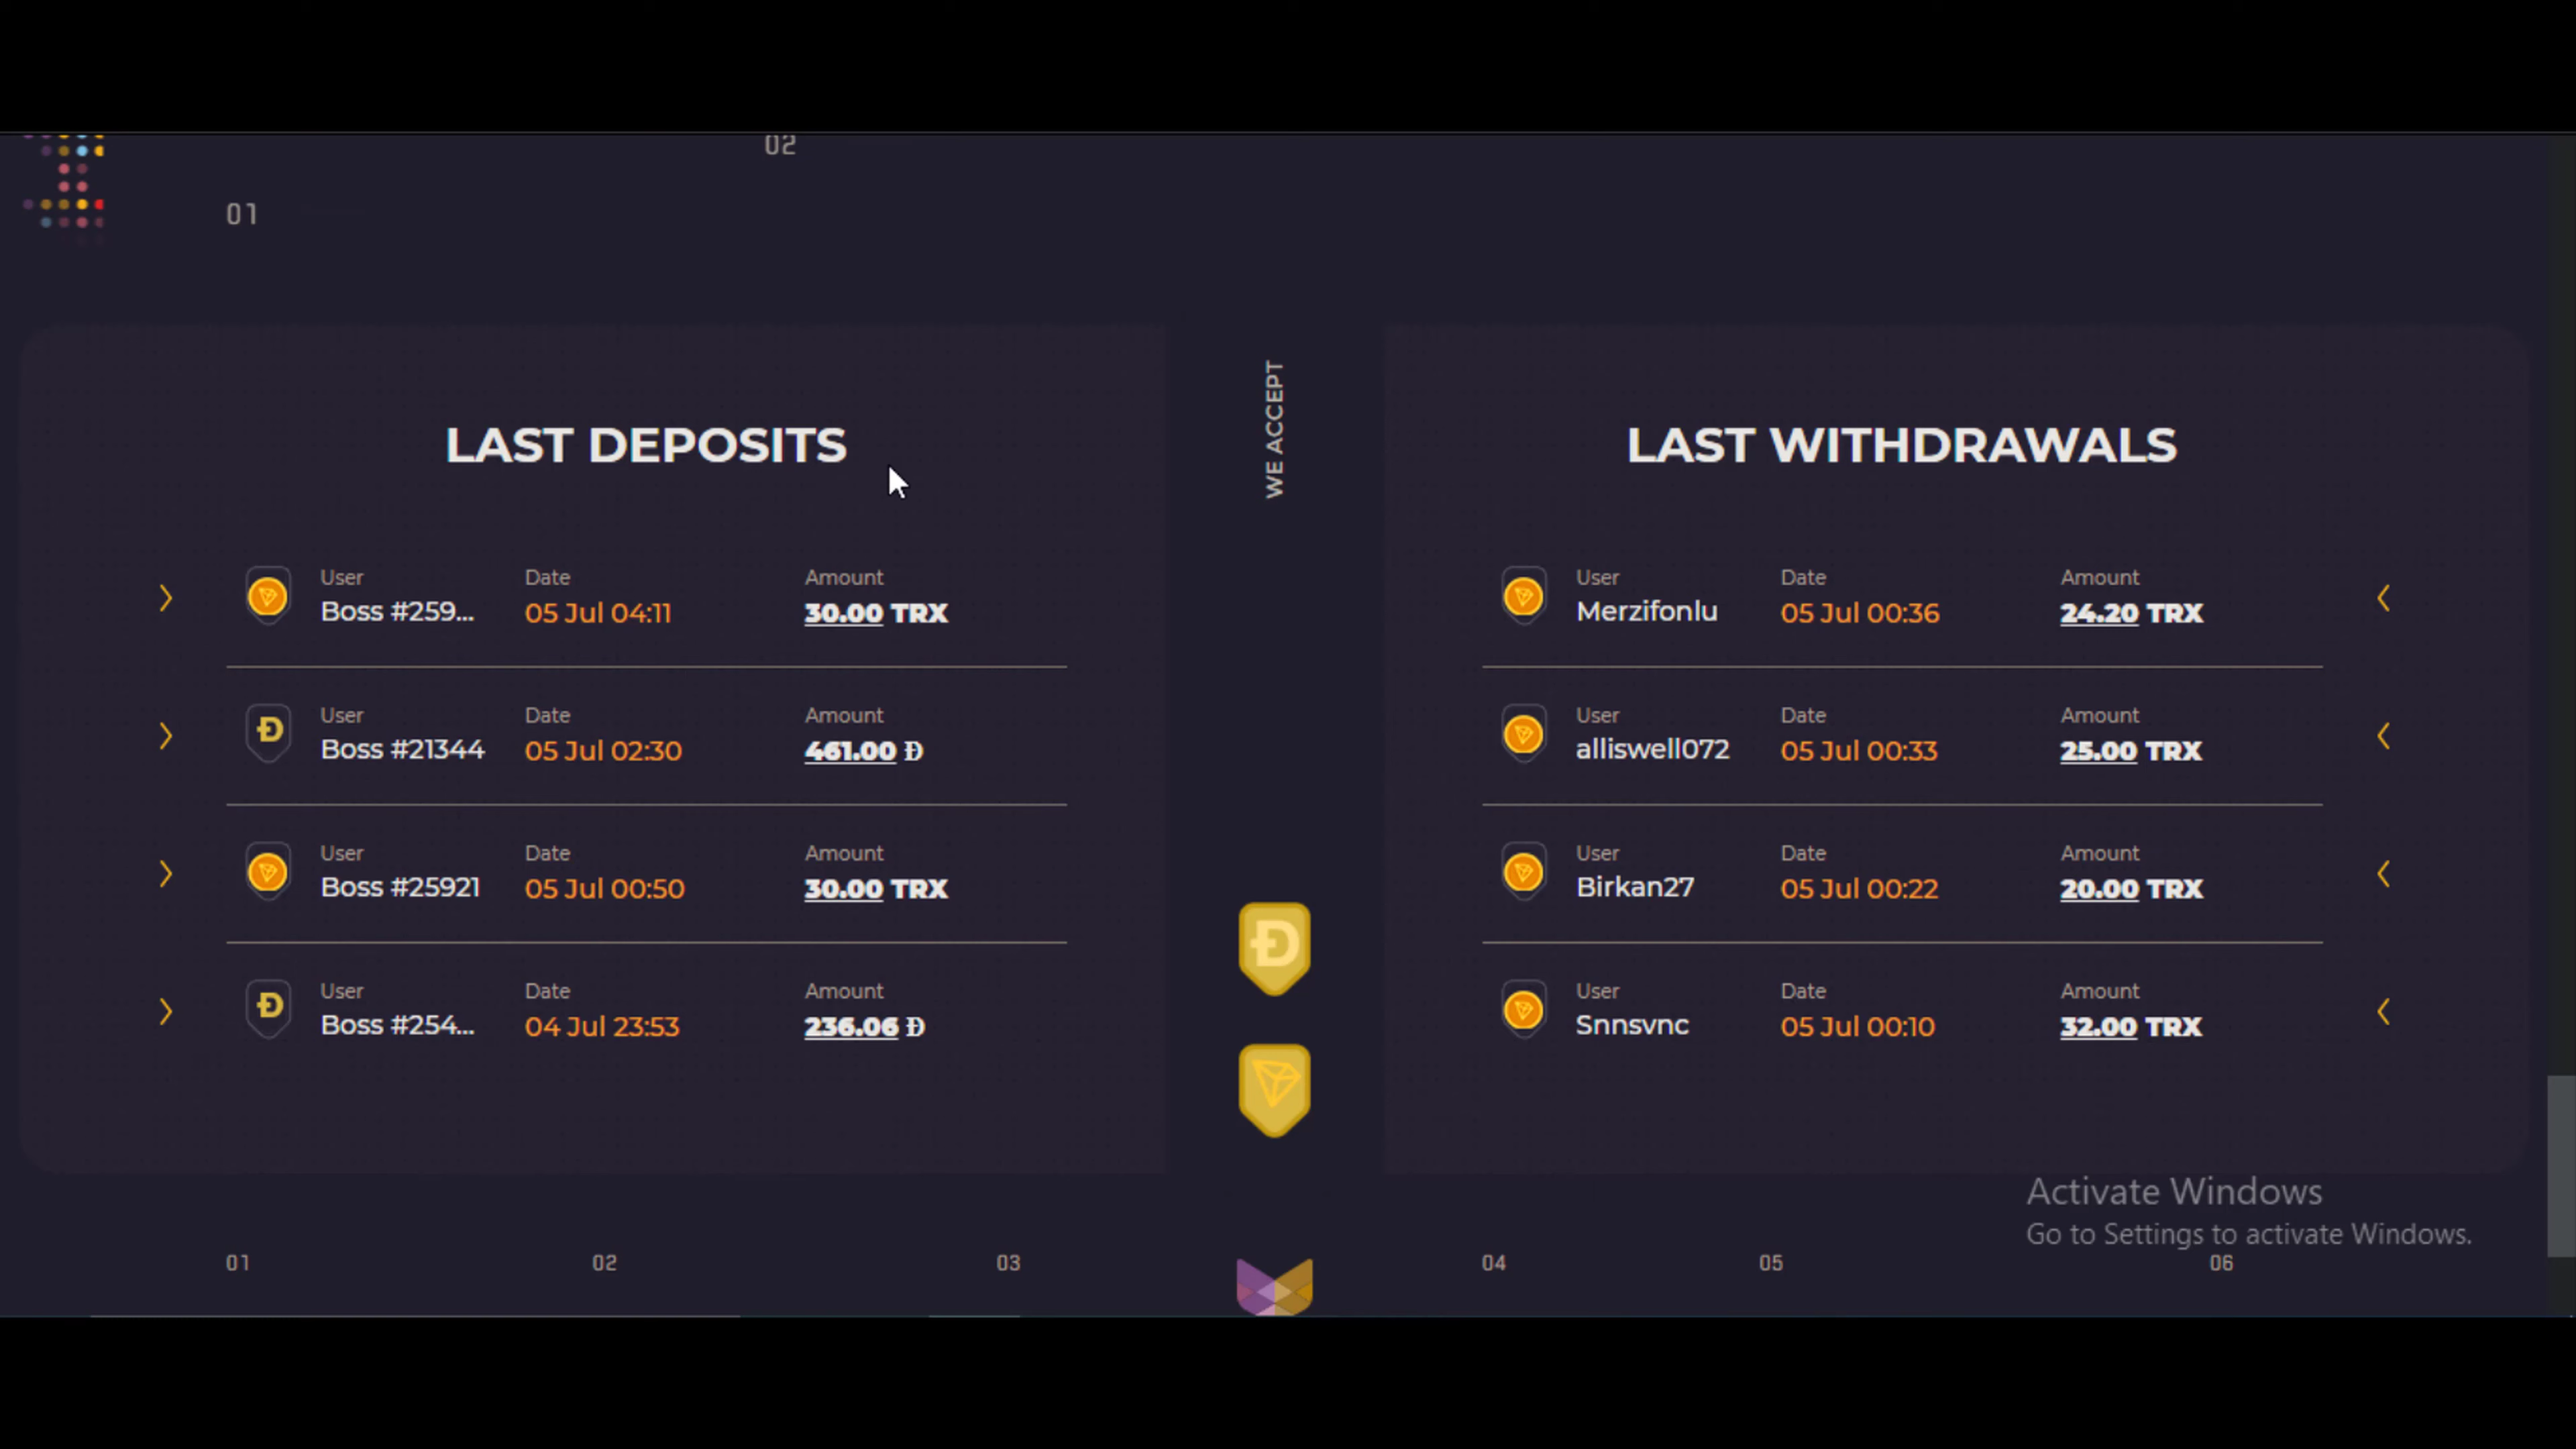 02
01
LAST DEPOSITS
User Date Amount
Boss #259... 05 Jul 04:11 30.00 TRX
User Date Amount
Boss #21344 05 Jul 02:30 461.00 Ð
User Date Amount
Boss #25921 05 Jul 00:50 30.00 TRX
User Date Amount
Boss #254... 04 Jul 23:53 236.06 Ð
WE ACCEPT
LAST WITHDRAWALS
User Date Amount
Merzifonlu 05 Jul 00:36 24.20 TRX
User Date Amount
alliswell072 05 Jul 00:33 25.00 TRX
User Date Amount
Birkan27 05 Jul 00:22 20.00 TRX
User Date Amount
Snnsvnc 05 Jul 00:10 32.00 TRX
Activate Windows
Go to Settings to activate Windows.
01 02 03 04 05 06